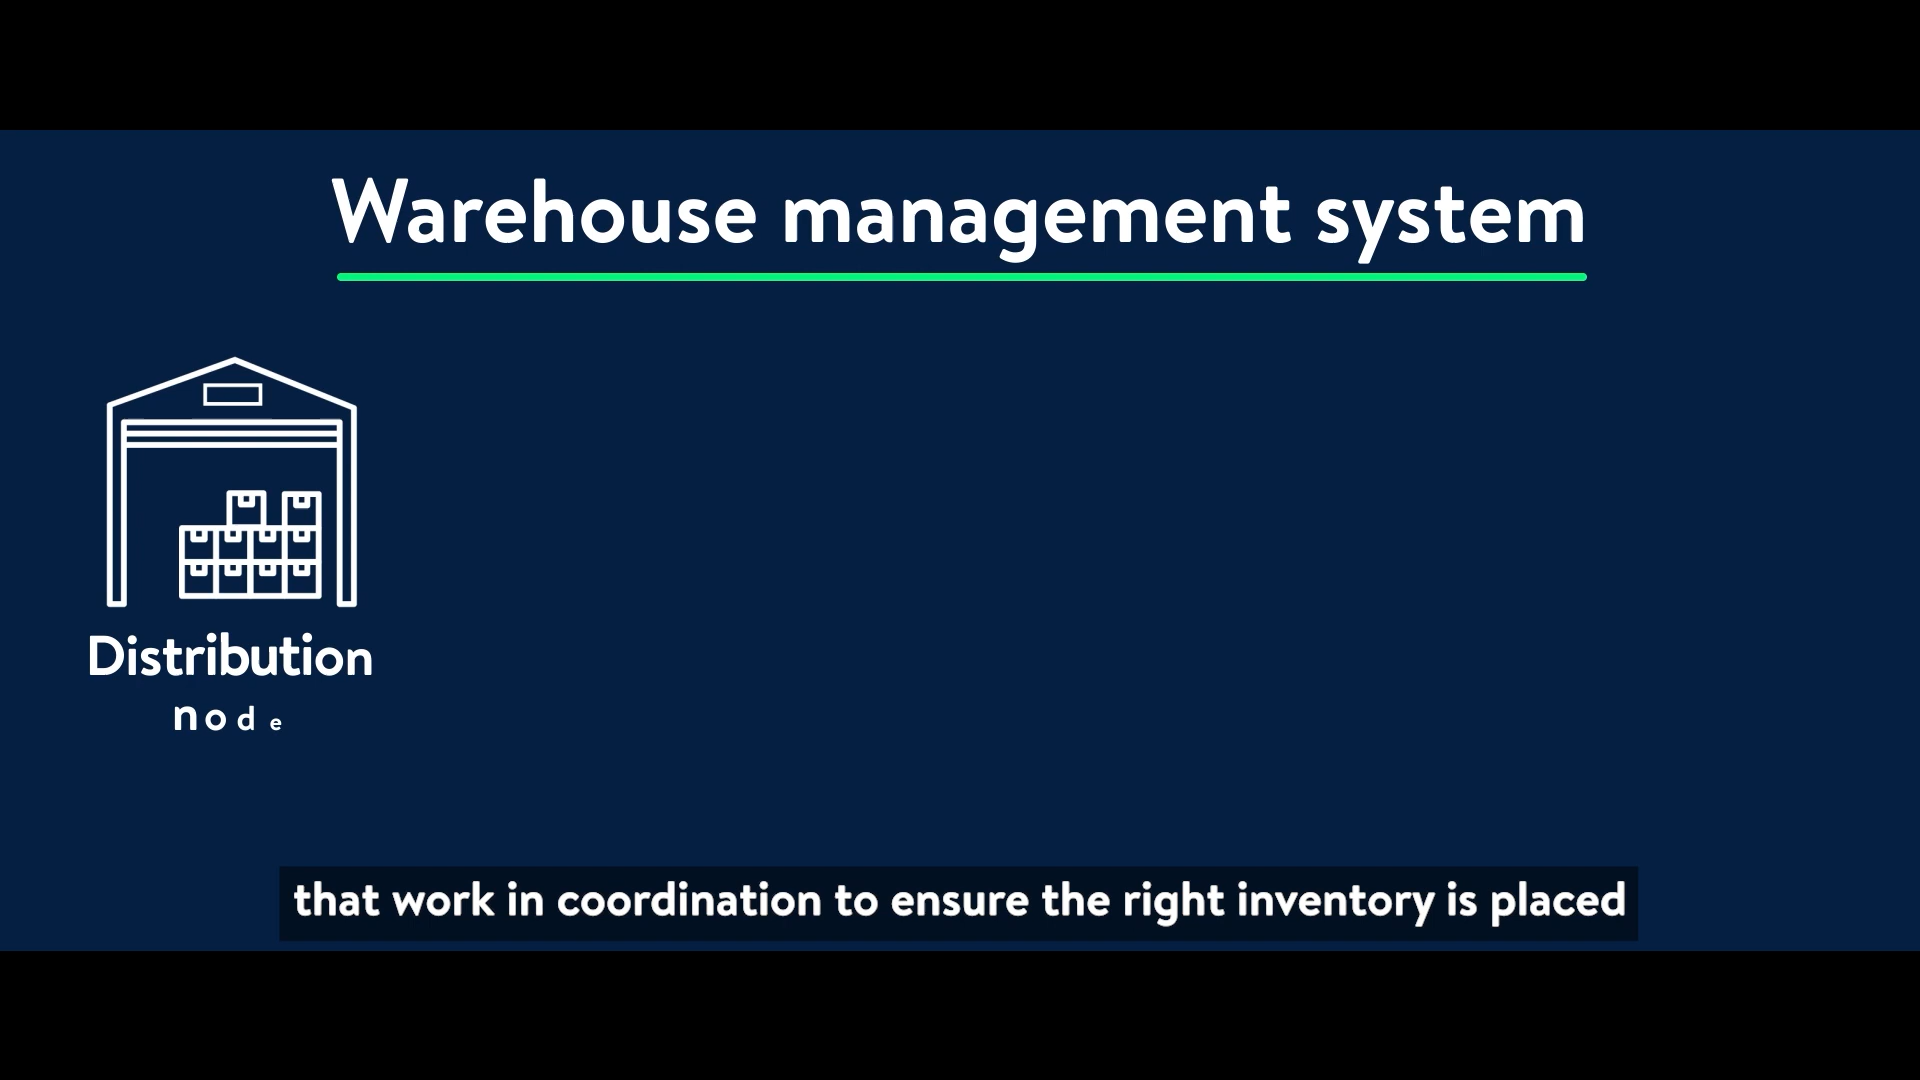 Warehouse management system
Distribution
node
that work in coordination to ensure the right inventory is placed